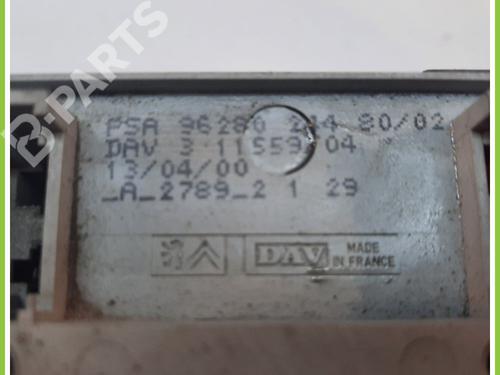 B-PARTS
PSA 96280 244 80/02
DAV 3 11559 04
13/04/00
_A_2789_2 1 29
DAV MADE
IN FRANCE